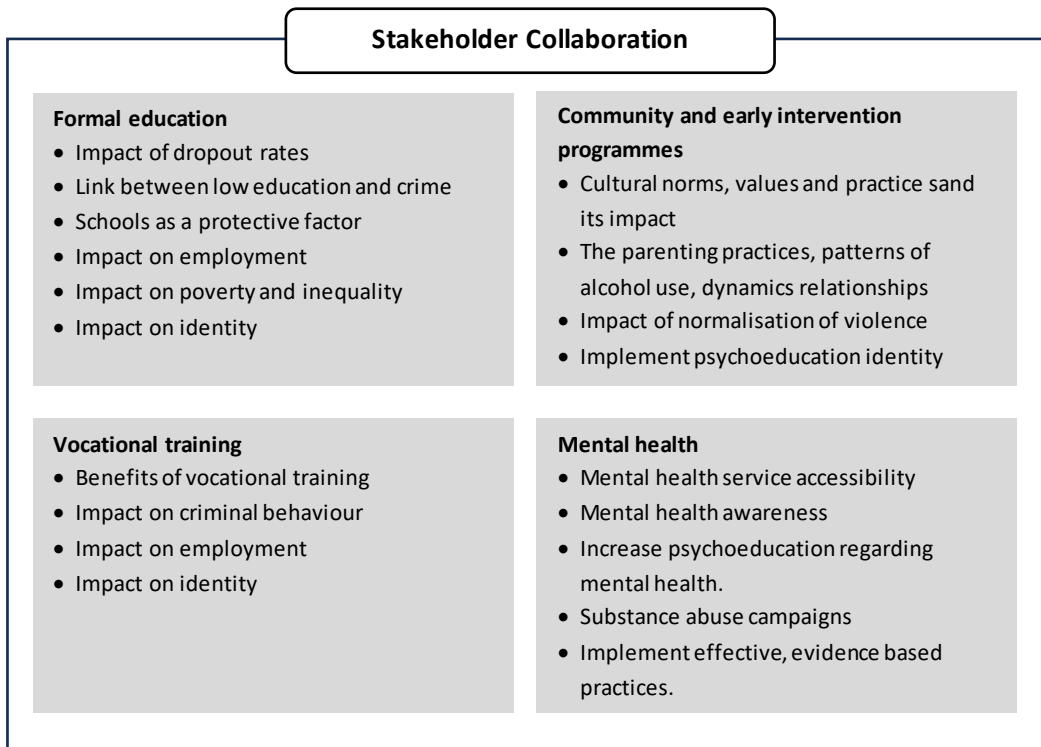 Stakeholder Collaboration
Formal education
• Impact of dropout rates
• Link between low education and crime
• Schools as a protective factor
• Impact on employment
• Impact on poverty and inequality
• Impact on identity
Community and early intervention
programmes
• Cultural norms, values and practice sand
its impact
• The parenting practices, patterns of
alcohol use, dynamics relationships
• Impact of normalisation of violence
• Implement psychoeducation identity
Vocational training
• Benefits of vocational training
• Impact on criminal behaviour
• Impact on employment
• Impact on identity
Mental health
• Mental health service accessibility
• Mental health awareness
• Increase psychoeducation regarding
mental health.
• Substance abuse campaigns
• Implement effective, evidence based
practices.